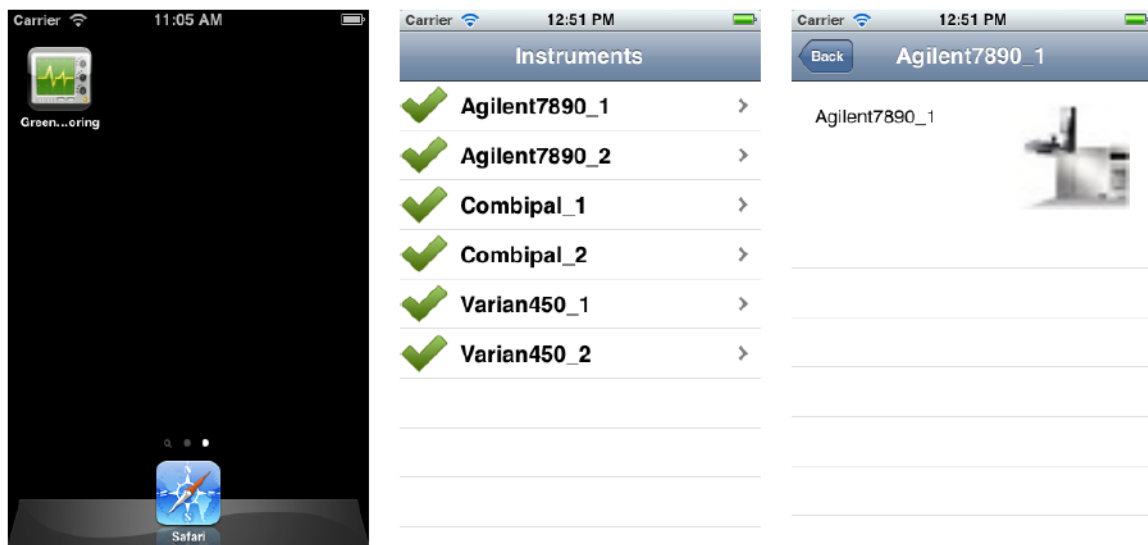 Carrier 11:05 AM
Green...oring
Safari
Carrier 12:51 PM
Instruments
Agilent7890_1
Agilent7890_2
Combipal_1
Combipal_2
Varian450_1
Varian450_2
Carrier 12:51 PM
Back Agilent7890_1
Agilent7890_1